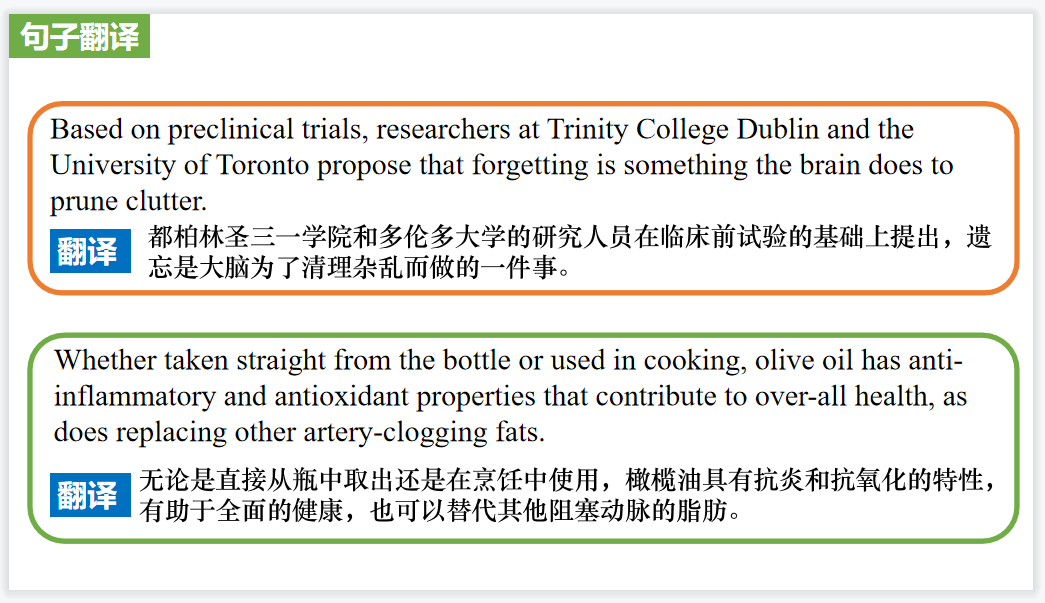 句子翻译
Based on preclinical trials, researchers at Trinity College Dublin and the
University of Toronto propose that forgetting is something the brain does to
prune clutter.
翻译
都柏林圣三一学院和多伦多大学的研究人员在临床前试验的基础上提出，遗
忘是大脑为了清理杂乱而做的一件事。
Whether taken straight from the bottle or used in cooking, olive oil has anti-
inflammatory and antioxidant properties that contribute to over-all health, as
does replacing other artery-clogging fats.
翻译
无论是直接从瓶中取出还是在烹饪中使用，橄榄油具有抗炎和抗氧化的特性，
有助于全面的健康，也可以替代其他阻塞动脉的脂肪。